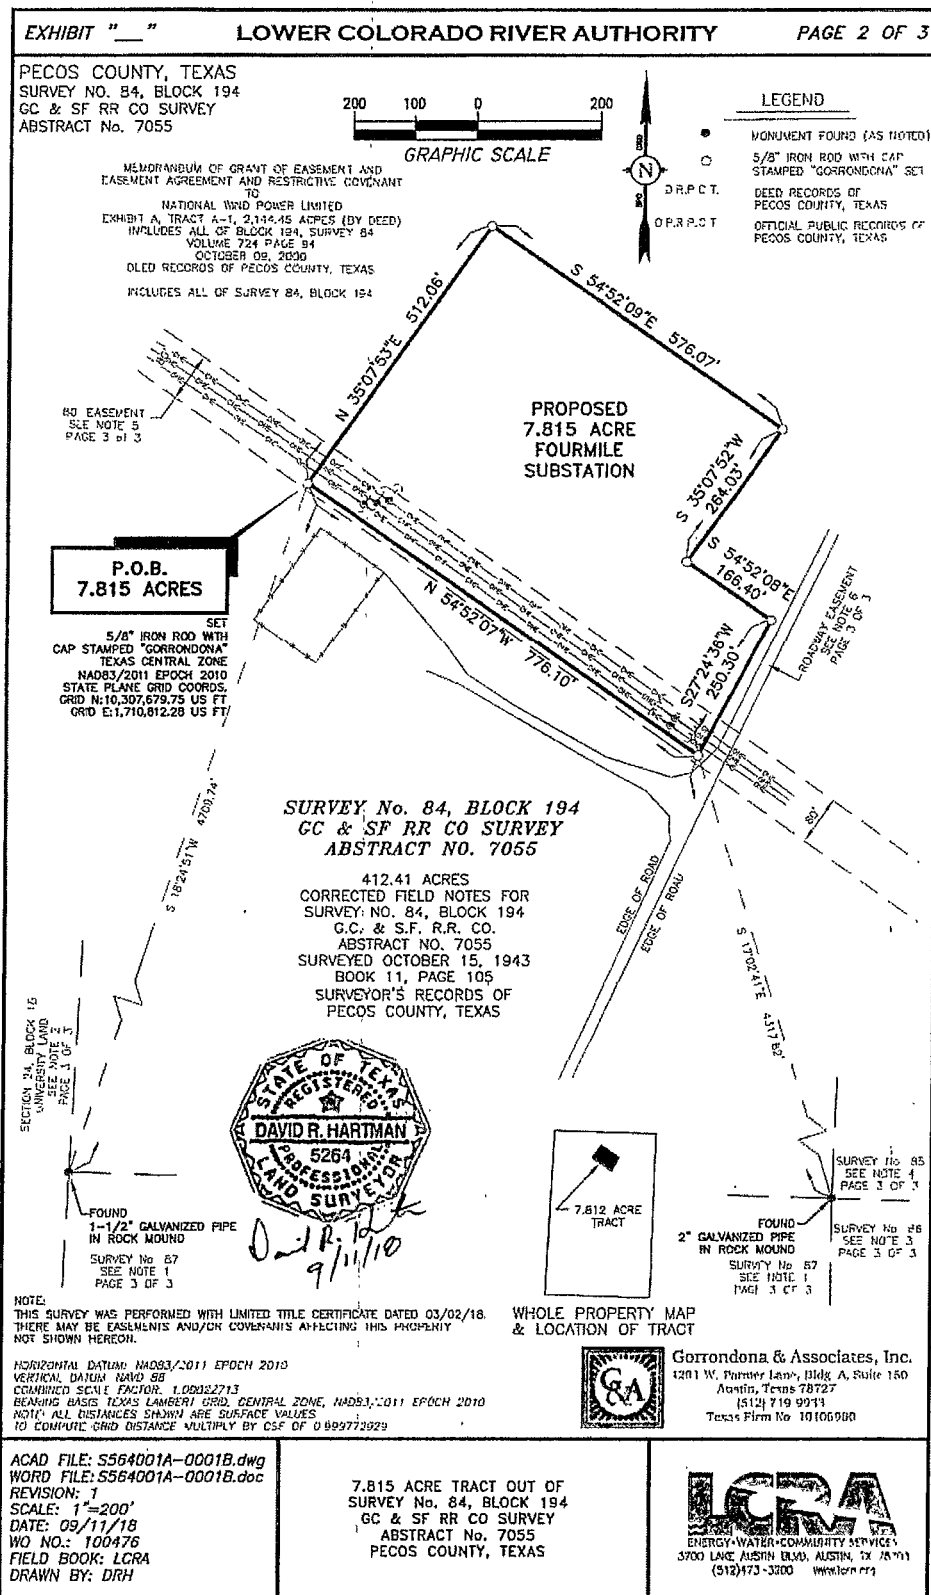 EXHIBIT "__"
LOWER COLORADO RIVER AUTHORITY
PAGE 2 OF 3
PECOS COUNTY, TEXAS
SURVEY NO. 84, BLOCK 194
GC & SF RR CO SURVEY
ABSTRACT No. 7055
200 100 0 200
GRAPHIC SCALE
N
LEGEND
MONUMENT FOUND (AS NOTED)
5/8" IRON ROD WITH CAP
STAMPED "GORRONDONA" SET
D.R.P.C.T.
DEED RECORDS OF
PECOS COUNTY, TEXAS
O.P.R.P.C.T
OFFICIAL PUBLIC RECORDS OF
PECOS COUNTY, TEXAS
MEMORANDUM OF GRANT OF EASEMENT AND
EASEMENT AGREEMENT AND RESTRICTIVE COVENANT
TO
NATIONAL WIND POWER LIMITED
EXHIBIT A, TRACT A-1, 2,144.45 ACRES (BY DEED)
INCLUDES ALL OF BLOCK 194, SURVEY 84
VOLUME 724 PAGE 94
OCTOBER 09, 2000
DEED RECORDS OF PECOS COUNTY, TEXAS
INCLUDES ALL OF SURVEY 84, BLOCK 194
N 35°07'53"E 512.06'
S 54°52'09"E 576.07'
80 EASEMENT
SEE NOTE 5
PAGE 3 of 3
PROPOSED
7.815 ACRE
FOURMILE
SUBSTATION
S 35°07'52"W
264.03'
S 54°52'08"E
166.40'
S27°24'36"W
250.30'
ROADWAY EASEMENT
SEE NOTE 6
PAGE 3 OF 3
N 54°52'07"W 776.10'
P.O.B.
7.815 ACRES
SET
5/8" IRON ROD WITH
CAP STAMPED "GORRONDONA"
TEXAS CENTRAL ZONE
NAD83/2011 EPOCH 2010
STATE PLANE GRID COORDS.
GRID N:10,307,679.75 US FT
GRID E:1,710,812.28 US FT
S 18°24'51"W 4709.74'
80'
SURVEY No. 84, BLOCK 194
GC & SF RR CO SURVEY
ABSTRACT NO. 7055
412.41 ACRES
CORRECTED FIELD NOTES FOR
SURVEY NO. 84, BLOCK 194
G.C. & S.F. R.R. CO.
ABSTRACT NO. 7055
SURVEYED OCTOBER 15, 1943
BOOK 11, PAGE 105
SURVEYOR'S RECORDS OF
PECOS COUNTY, TEXAS
EDGE OF ROAD
EDGE OF ROAD
S 17°02'41"E 4317.82'
SECTION 24, BLOCK 16
UNIVERSITY LAND
SEE NOTE 2
PAGE 3 OF 3
STATE OF TEXAS
REGISTERED
DAVID R. HARTMAN
5264
PROFESSIONAL
LAND SURVEYOR
9/11/18
FOUND
1-1/2" GALVANIZED PIPE
IN ROCK MOUND
SURVEY No 87
SEE NOTE 1
PAGE 3 OF 3
7.812 ACRE
TRACT
WHOLE PROPERTY MAP
& LOCATION OF TRACT
SURVEY No 85
SEE NOTE 4
PAGE 3 OF 3
FOUND
2" GALVANIZED PIPE
IN ROCK MOUND
SURVEY No 86
SEE NOTE 3
PAGE 3 OF 3
SURVEY No 87
SEE NOTE 1
PAGE 3 OF 3
NOTE:
THIS SURVEY WAS PERFORMED WITH LIMITED TITLE CERTIFICATE DATED 03/02/18.
THERE MAY BE EASEMENTS AND/OR COVENANTS AFFECTING THIS PROPERTY
NOT SHOWN HEREON.
HORIZONTAL DATUM: NAD83/2011 EPOCH 2010
VERTICAL DATUM NAVD 88
COMBINED SCALE FACTOR. 1.00022713
BEARING BASIS TEXAS LAMBERT GRID, CENTRAL ZONE, NAD83/2011 EPOCH 2010
NOTE: ALL DISTANCES SHOWN ARE SURFACE VALUES
TO COMPUTE GRID DISTANCE MULTIPLY BY CSF OF 0.999772929
G&A
Gorrondona & Associates, Inc.
Bldg. A, Suite 150
Austin, Texas 78727
(512) 719 9933
Texas Firm No 10106900
ACAD FILE: S564001A-0001B.dwg
WORD FILE: S564001A-0001B.doc
REVISION: 1
SCALE: 1"=200'
DATE: 09/11/18
WO NO.: 100476
FIELD BOOK: LCRA
DRAWN BY: DRH
7.815 ACRE TRACT OUT OF
SURVEY No. 84, BLOCK 194
GC & SF RR CO SURVEY
ABSTRACT No. 7055
PECOS COUNTY, TEXAS
LCRA
ENERGY•WATER•COMMUNITY SERVICES
3700 LAKE AUSTIN BLVD, AUSTIN, TX 78703
(512)473-3200 www.lcra.org